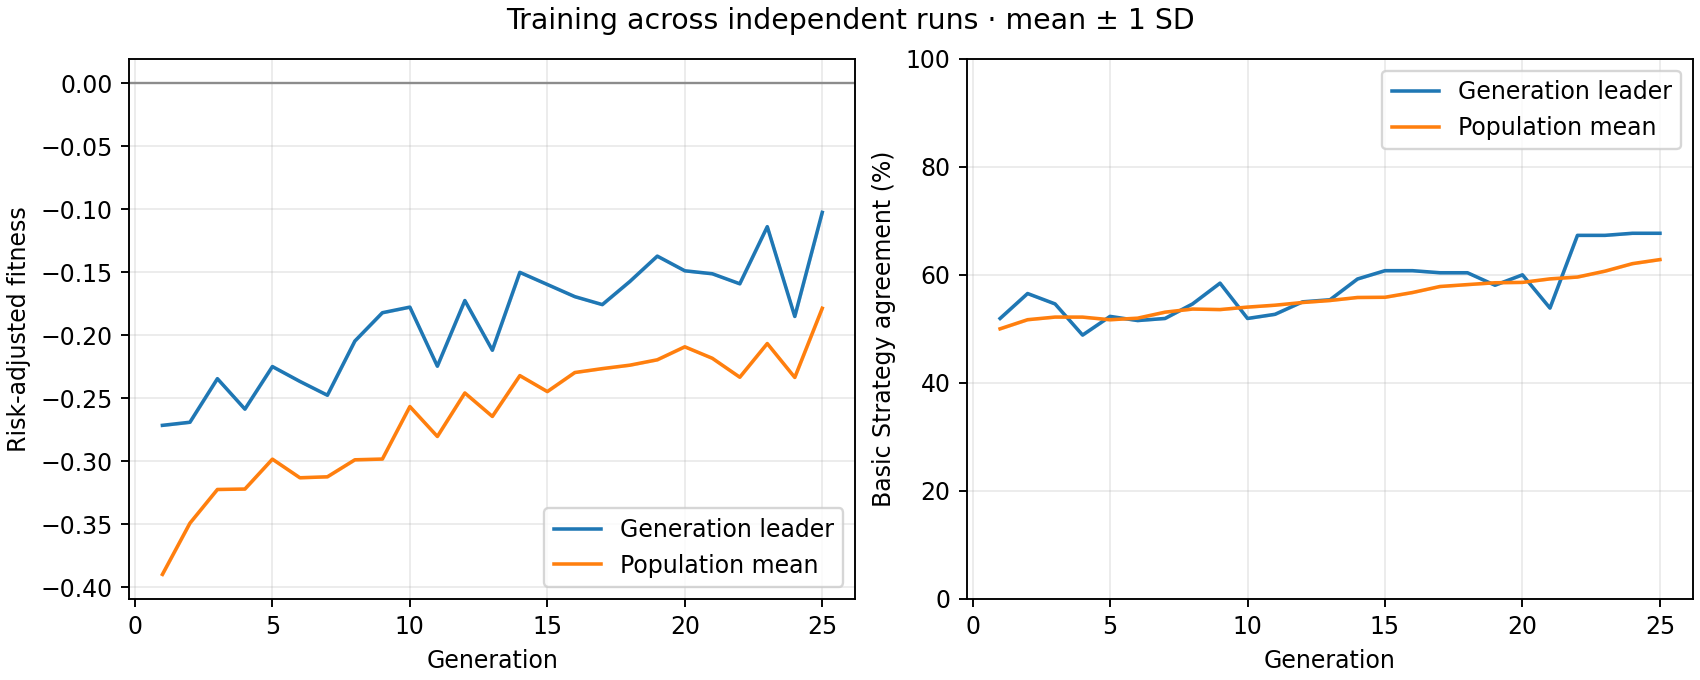 Training across independent runs · mean ± 1 SD
Risk-adjusted fitness
0.00
−0.05
−0.10
−0.15
−0.20
−0.25
−0.30
−0.35
−0.40
Generation leader
Population mean
0 5 10 15 20 25
Generation
Basic Strategy agreement (%)
100
80
60
40
20
0
Generation leader
Population mean
0 5 10 15 20 25
Generation